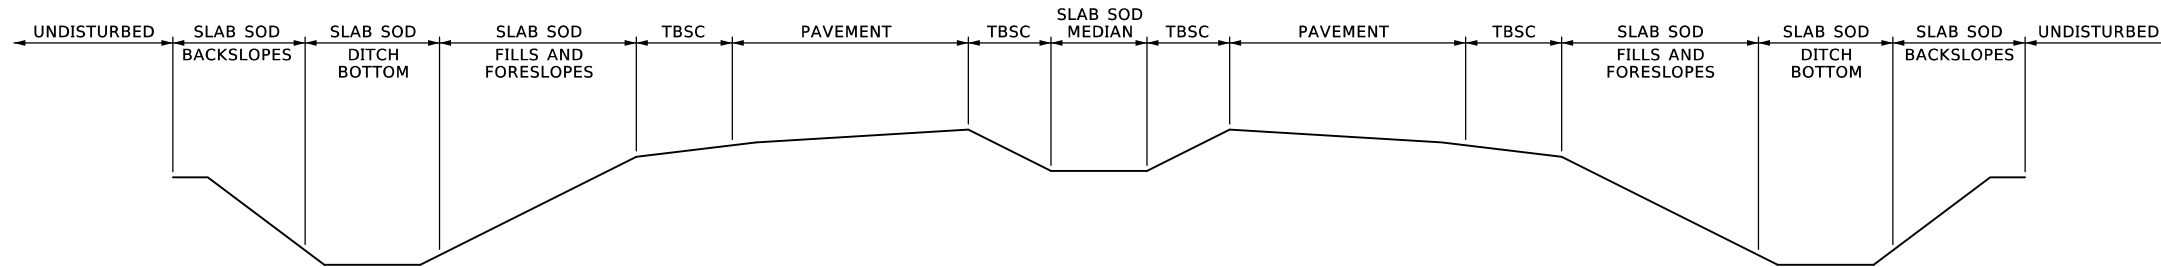 UNDISTURBED
SLAB SOD
BACKSLOPES
SLAB SOD
DITCH
BOTTOM
SLAB SOD
FILLS AND
FORESLOPES
TBSC
PAVEMENT
TBSC
SLAB SOD
MEDIAN
TBSC
PAVEMENT
TBSC
SLAB SOD
FILLS AND
FORESLOPES
SLAB SOD
DITCH
BOTTOM
SLAB SOD
BACKSLOPES
UNDISTURBED